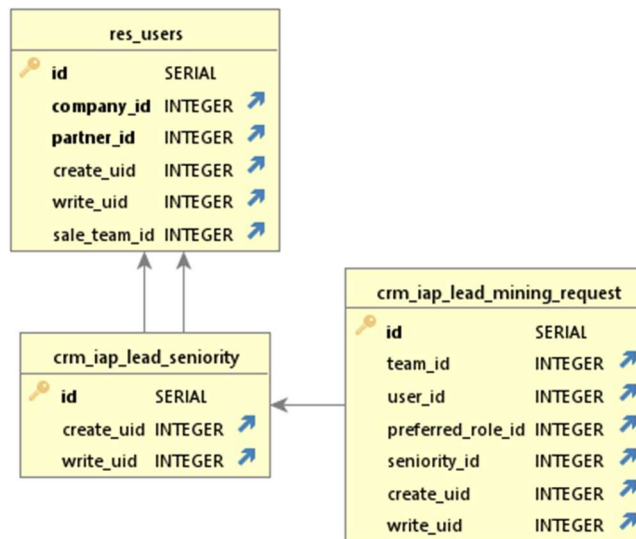 res_users
id SERIAL
company_id INTEGER
partner_id INTEGER
create_uid INTEGER
write_uid INTEGER
sale_team_id INTEGER
crm_iap_lead_seniority
id SERIAL
create_uid INTEGER
write_uid INTEGER
crm_iap_lead_mining_request
id SERIAL
team_id INTEGER
user_id INTEGER
preferred_role_id INTEGER
seniority_id INTEGER
create_uid INTEGER
write_uid INTEGER